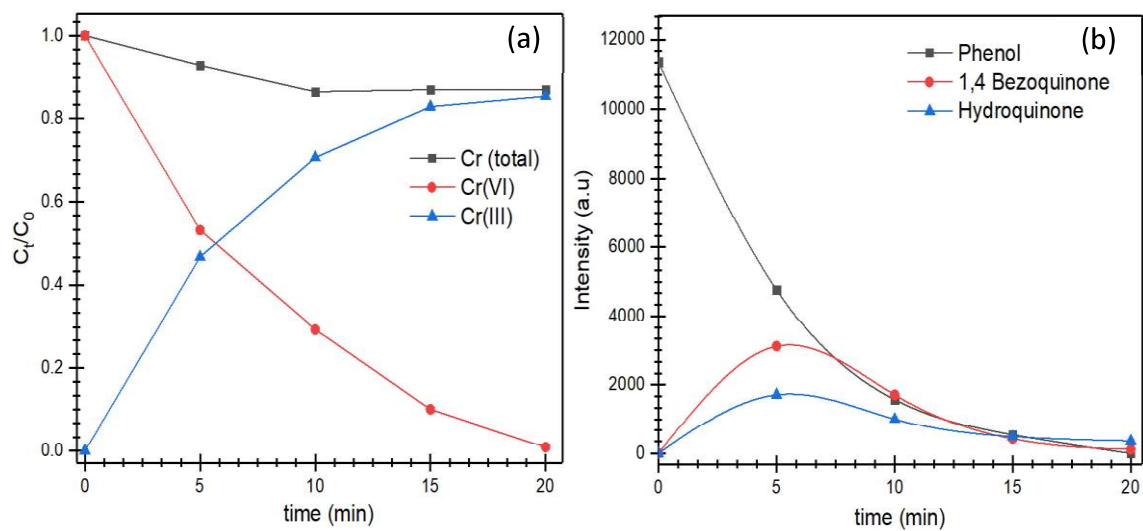 (a)
1.0
0.8
0.6
0.4
0.2
0.0
C_t/C_0
Cr (total)
Cr(VI)
Cr(III)
0 5 10 15 20
time (min)
(b)
12000
10000
8000
6000
4000
2000
0
Intensity (a.u)
Phenol
1,4 Bezoquinone
Hydroquinone
0 5 10 15 20
time (min)